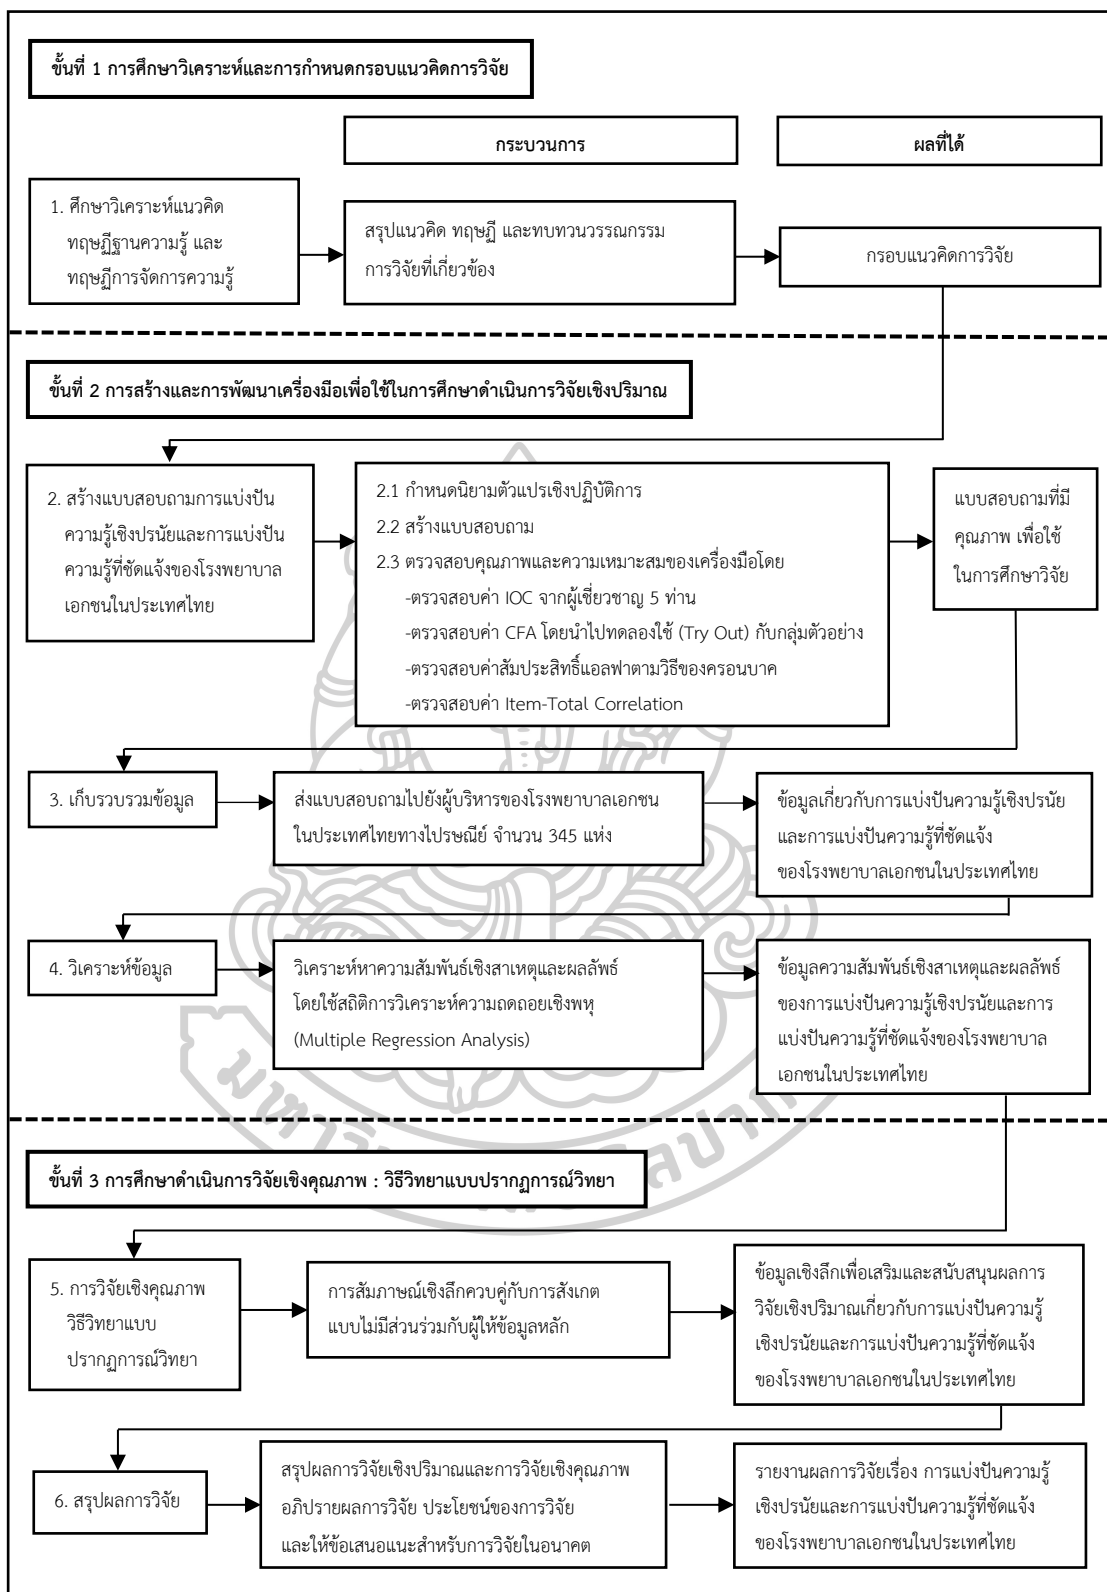 ขั้นที่ 1 การศึกษาวิเคราะห์และการกำหนดกรอบแนวคิดการวิจัย
กระบวนการ
ผลที่ได้
1. ศึกษาวิเคราะห์แนวคิด
ทฤษฎีฐานความรู้ และ
ทฤษฎีการจัดการความรู้
สรุปแนวคิด ทฤษฏี และทบทวนวรรณกรรม
การวิจัยที่เกี่ยวข้อง
กรอบแนวคิดการวิจัย
ขั้นที่ 2 การสร้างและการพัฒนาเครื่องมือเพื่อใช้ในการศึกษาดำเนินการวิจัยเชิงปริมาณ
2. สร้างแบบสอบถามการแบ่งปัน
ความรู้เชิงปรนัยและการแบ่งปัน
ความรู้ที่ชัดแจ้งของโรงพยาบาล
เอกชนในประเทศไทย
2.1 กำหนดนิยามตัวแปรเชิงปฏิบัติการ
2.2 สร้างแบบสอบถาม
2.3 ตรวจสอบคุณภาพและความเหมาะสมของเครื่องมือโดย
-ตรวจสอบค่า IOC จากผู้เชี่ยวชาญ 5 ท่าน
-ตรวจสอบค่า CFA โดยนำไปทดลองใช้ (Try Out) กับกลุ่มตัวอย่าง
-ตรวจสอบค่าสัมประสิทธิ์แอลฟาตามวิธีของครอนบาค
-ตรวจสอบค่า Item-Total Correlation
แบบสอบถามที่มี
คุณภาพ เพื่อใช้
ในการศึกษาวิจัย
3. เก็บรวบรวมข้อมูล
ส่งแบบสอบถามไปยังผู้บริหารของโรงพยาบาลเอกชน
ในประเทศไทยทางไปรษณีย์ จำนวน 345 แห่ง
ข้อมูลเกี่ยวกับการแบ่งปันความรู้เชิงปรนัย
และการแบ่งปันความรู้ที่ชัดแจ้ง
ของโรงพยาบาลเอกชนในประเทศไทย
4. วิเคราะห์ข้อมูล
วิเคราะห์หาความสัมพันธ์เชิงสาเหตุและผลลัพธ์
โดยใช้สถิติการวิเคราะห์ความถดถอยเชิงพหุ
(Multiple Regression Analysis)
ข้อมูลความสัมพันธ์เชิงสาเหตุและผลลัพธ์
ของการแบ่งปันความรู้เชิงปรนัยและการ
แบ่งปันความรู้ที่ชัดแจ้งของโรงพยาบาล
เอกชนในประเทศไทย
ขั้นที่ 3 การศึกษาดำเนินการวิจัยเชิงคุณภาพ : วิธีวิทยาแบบปรากฏการณ์วิทยา
5. การวิจัยเชิงคุณภาพ
วิธีวิทยาแบบ
ปรากฏการณ์วิทยา
การสัมภาษณ์เชิงลึกควบคู่กับการสังเกต
แบบไม่มีส่วนร่วมกับผู้ให้ข้อมูลหลัก
ข้อมูลเชิงลึกเพื่อเสริมและสนับสนุนผลการ
วิจัยเชิงปริมาณเกี่ยวกับการแบ่งปันความรู้
เชิงปรนัยและการแบ่งปันความรู้ที่ชัดแจ้ง
ของโรงพยาบาลเอกชนในประเทศไทย
6. สรุปผลการวิจัย
สรุปผลการวิจัยเชิงปริมาณและการวิจัยเชิงคุณภาพ
อภิปรายผลการวิจัย ประโยชน์ของการวิจัย
และให้ข้อเสนอแนะสำหรับการวิจัยในอนาคต
รายงานผลการวิจัยเรื่อง การแบ่งปันความรู้
เชิงปรนัยและการแบ่งปันความรู้ที่ชัดแจ้ง
ของโรงพยาบาลเอกชนในประเทศไทย